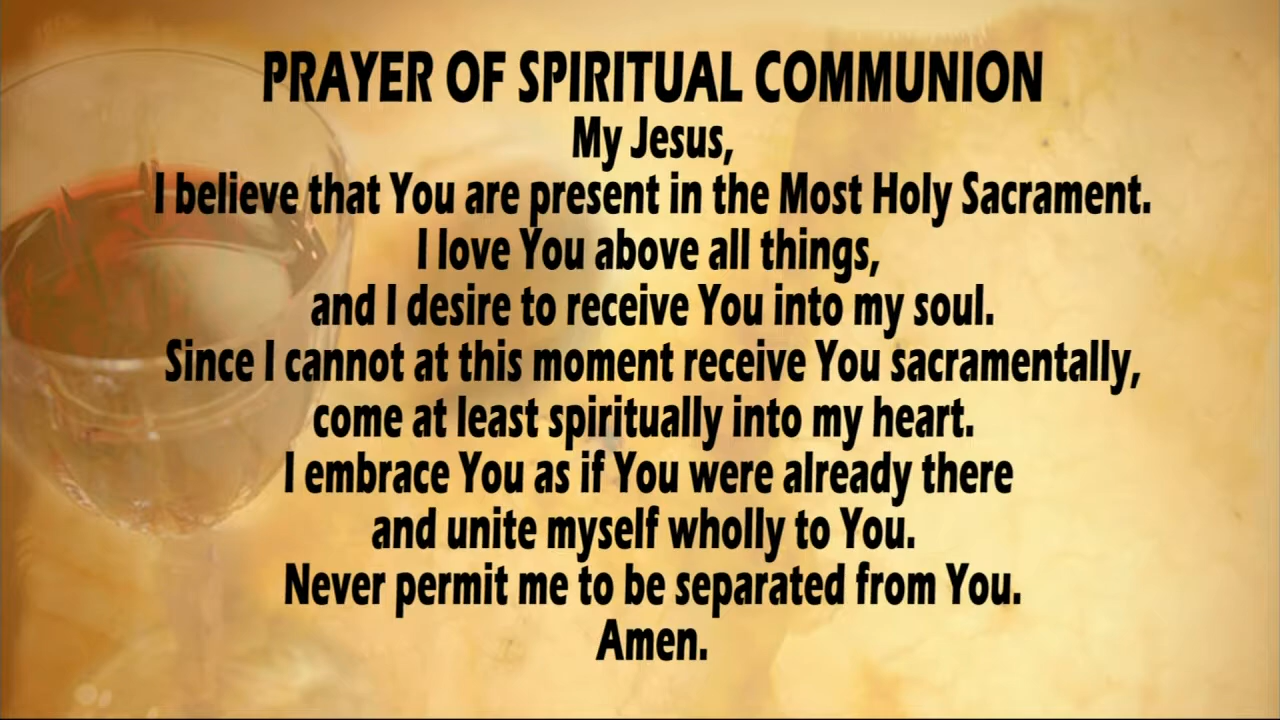 PRAYER OF SPIRITUAL COMMUNION
My Jesus,
I believe that You are present in the Most Holy Sacrament.
I love You above all things,
and I desire to receive You into my soul.
Since I cannot at this moment receive You sacramentally,
come at least spiritually into my heart.
I embrace You as if You were already there
and unite myself wholly to You.
Never permit me to be separated from You.
Amen.